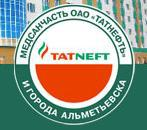 МЕДСАНЧАСТЬ ОАО «ТАТНЕФТЬ»
TATNEFT
И ГОРОДА АЛЬМЕТЬЕВСКА